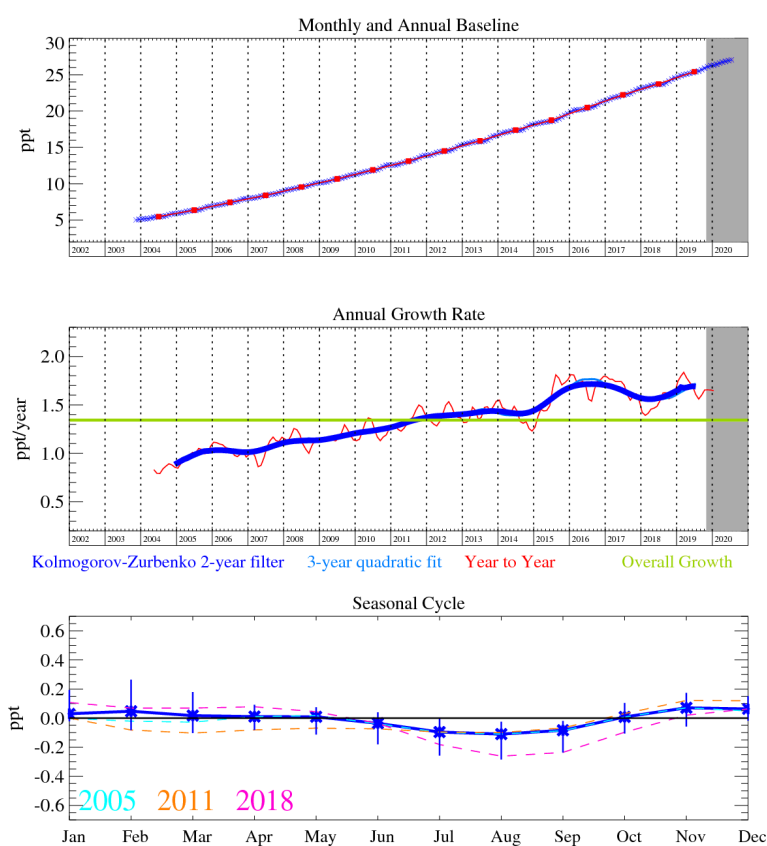 Monthly and Annual Baseline
30
25
20
15
10
5
ppt
2002 2003 2004 2005 2006 2007 2008 2009 2010 2011 2012 2013 2014 2015 2016 2017 2018 2019 2020
Annual Growth Rate
2.0
1.5
1.0
0.5
ppt/year
2002 2003 2004 2005 2006 2007 2008 2009 2010 2011 2012 2013 2014 2015 2016 2017 2018 2019 2020
Kolmogorov-Zurbenko 2-year filter 3-year quadratic fit Year to Year Overall Growth
Seasonal Cycle
0.6
0.4
0.2
0.0
-0.2
-0.4
-0.6
ppt
2005 2011 2018
Jan Feb Mar Apr May Jun Jul Aug Sep Oct Nov Dec